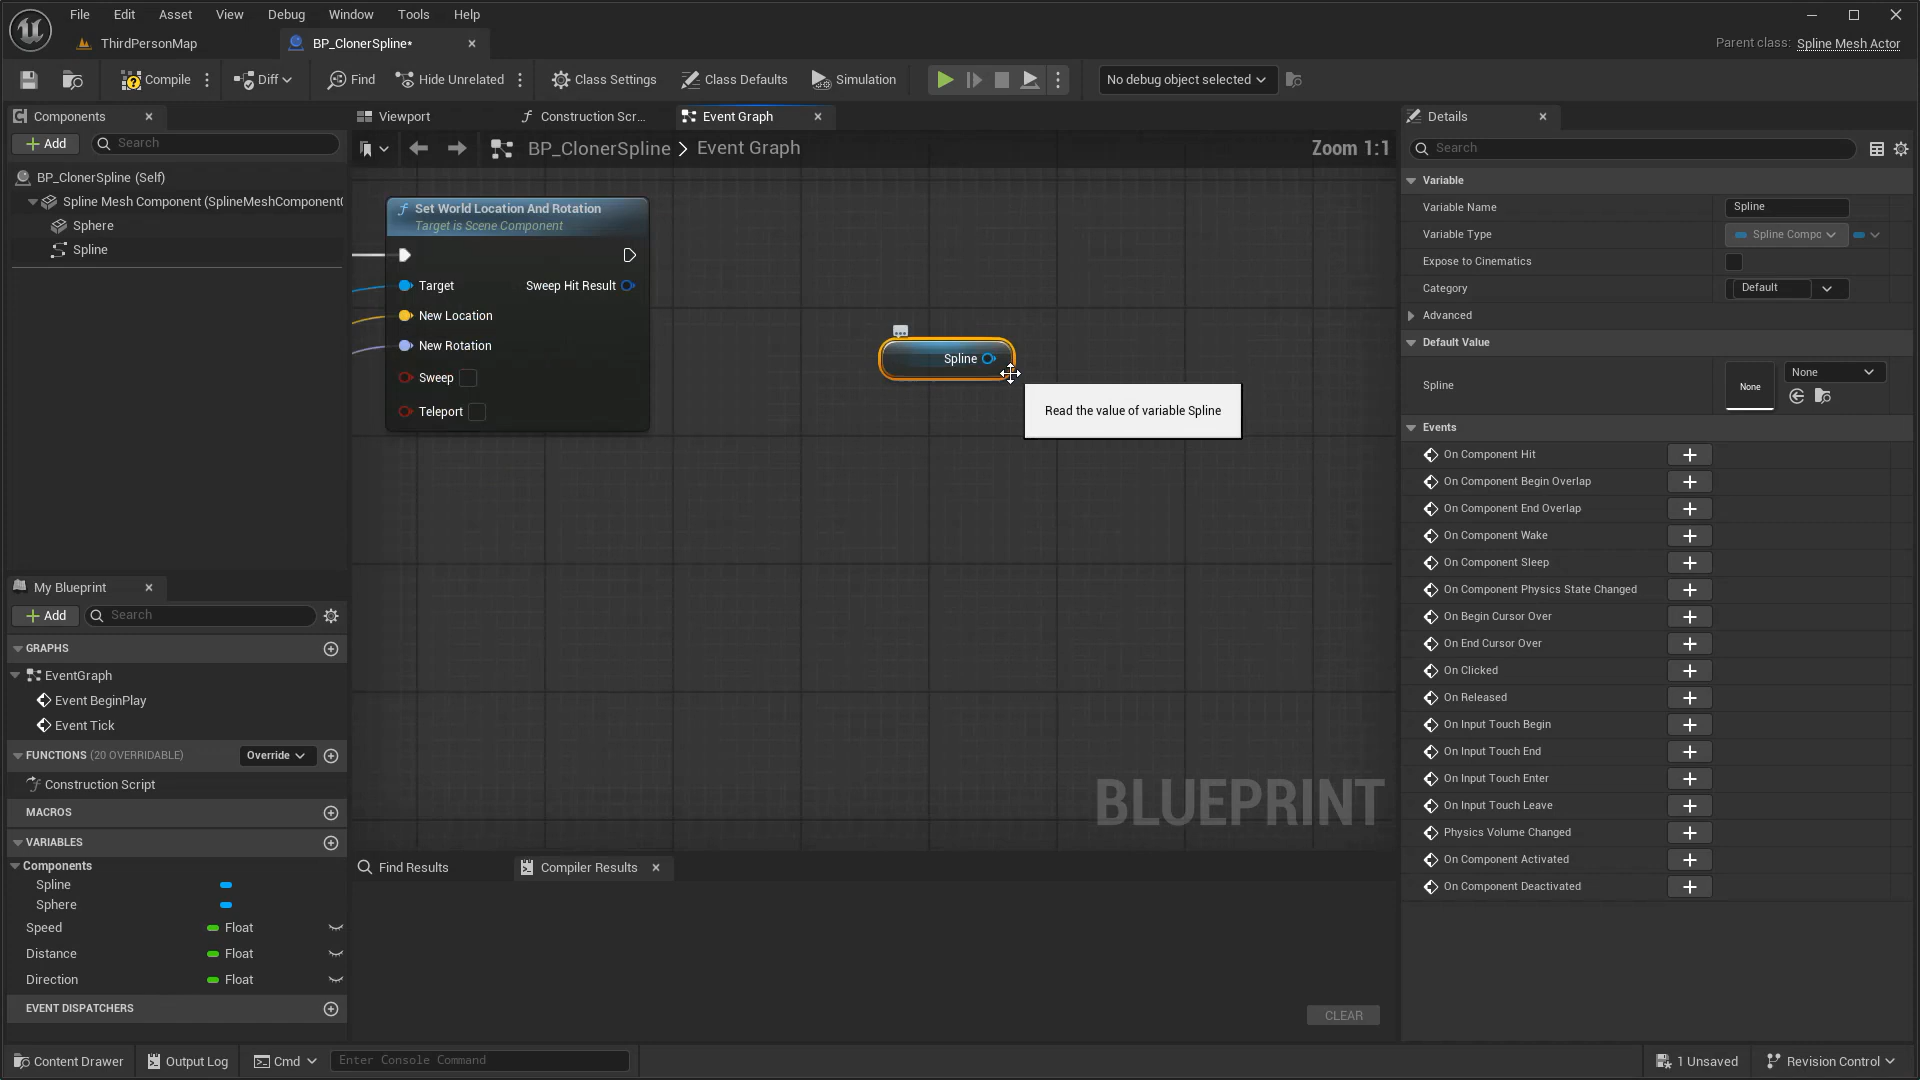 File Edit Asset View Debug Window Tools Help
ThirdPersonMap
BP_ClonerSpline*
Parent class: Spline Mesh Actor
Compile Diff Find Hide Unrelated Class Settings Class Defaults Simulation No debug object selected
Components
Add Search
BP_ClonerSpline (Self)
Spline Mesh Component (SplineMeshComponent(
Sphere
Spline
My Blueprint
Add Search
GRAPHS
EventGraph
Event BeginPlay
Event Tick
FUNCTIONS (20 OVERRIDABLE) Override
Construction Script
MACROS
VARIABLES
Components
Spline
Sphere
Speed Float
Distance Float
Direction Float
EVENT DISPATCHERS
Viewport Construction Scr... Event Graph
BP_ClonerSpline > Event Graph Zoom 1:1
Set World Location And Rotation
Target is Scene Component
Target Sweep Hit Result
New Location
New Rotation
Sweep
Teleport
Spline
Read the value of variable Spline
BLUEPRINT
Find Results Compiler Results
CLEAR
Details
Search
Variable
Variable Name Spline
Variable Type Spline Compc
Expose to Cinematics
Category Default
Advanced
Default Value
Spline None None
Events
On Component Hit
On Component Begin Overlap
On Component End Overlap
On Component Wake
On Component Sleep
On Component Physics State Changed
On Begin Cursor Over
On End Cursor Over
On Clicked
On Released
On Input Touch Begin
On Input Touch End
On Input Touch Enter
On Input Touch Leave
Physics Volume Changed
On Component Activated
On Component Deactivated
Content Drawer Output Log Cmd Enter Console Command 1 Unsaved Revision Control